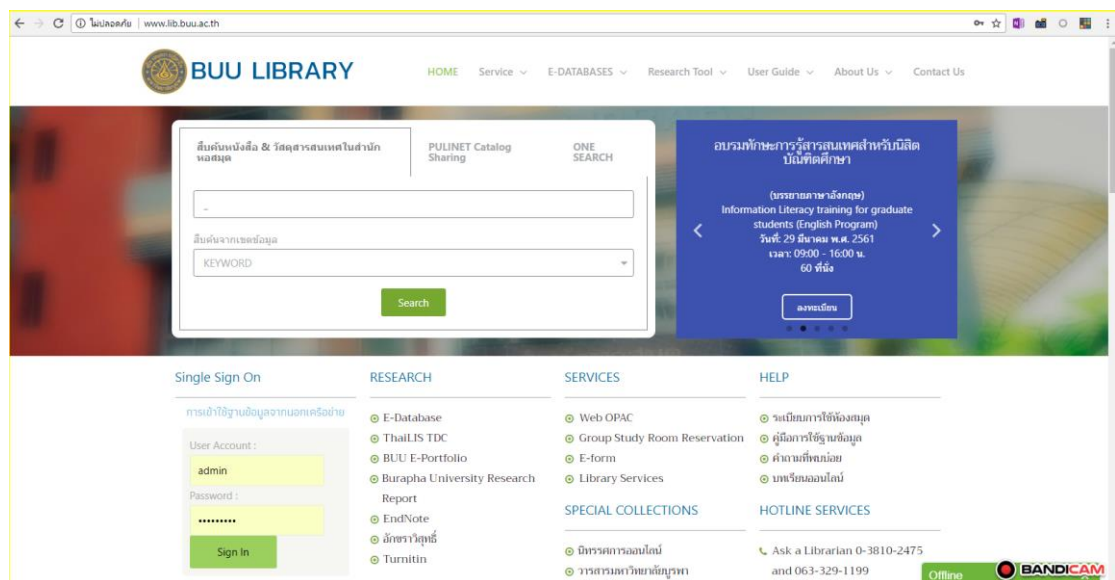 ไม่ปลอดภัย | www.lib.buu.ac.th
BUU LIBRARY
HOME Service E-DATABASES Research Tool User Guide About Us Contact Us
สืบค้นหนังสือ & วัสดุสารสนเทศในสำนัก
หอสมุด
PULINET Catalog
Sharing
ONE
SEARCH
สืบค้นจากเขตข้อมูล
KEYWORD
Search
อบรมทักษะการรู้สารสนเทศสำหรับนิสิต
บัณฑิตศึกษา
(บรรยายภาษาอังกฤษ)
Information Literacy training for graduate
students (English Program)
วันที่: 29 มีนาคม พ.ศ. 2561
เวลา: 09:00 - 16:00 น.
60 ที่นั่ง
ลงทะเบียน
Single Sign On
การเข้าใช้ฐานข้อมูลจากนอกเครือข่าย
User Account :
admin
Password :
•••••••••
Sign In
RESEARCH
E-Database
ThaiLIS TDC
BUU E-Portfolio
Burapha University Research
Report
EndNote
อักขราวิสุทธิ์
Turnitin
SERVICES
Web OPAC
Group Study Room Reservation
E-form
Library Services
SPECIAL COLLECTIONS
นิทรรศการออนไลน์
วารสารมหาวิทยาลัยบูรพา
HELP
ระเบียบการใช้ห้องสมุด
คู่มือการใช้ฐานข้อมูล
คำถามที่พบบ่อย
บทเรียนออนไลน์
HOTLINE SERVICES
Ask a Librarian 0-3810-2475
and 063-329-1199
Offline
BANDICAM